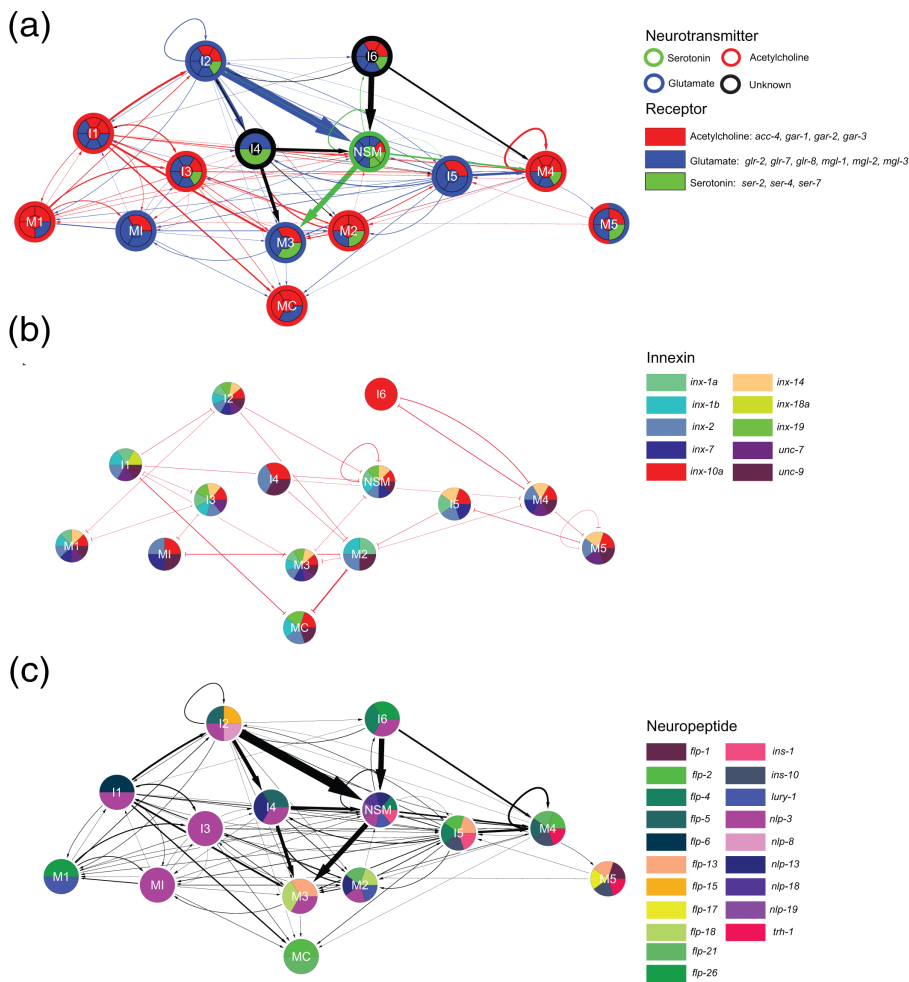 (a)
Neurotransmitter
Serotonin Acetylcholine
Glutamate Unknown
Receptor
Acetylcholine: acc-4, gar-1, gar-2, gar-3
Glutamate: glr-2, glr-7, glr-8, mgl-1, mgl-2, mgl-3
Serotonin: ser-2, ser-4, ser-7
I2
I6
I1
I4
NSM
I3
I5
M4
M1
MI
M3
M2
M5
MC
(b)
Innexin
inx-1a inx-14
inx-1b inx-18a
inx-2 inx-19
inx-7 unc-7
inx-10a unc-9
I2
I6
I1
I4
NSM
I3
I5
M4
M1
MI
M3
M2
M5
MC
(c)
Neuropeptide
flp-1 ins-1
flp-2 ins-10
flp-4 lury-1
flp-5 nlp-3
flp-6 nlp-8
flp-13 nlp-13
flp-15 nlp-18
flp-17 nlp-19
flp-18 trh-1
flp-21
flp-26
I2
I6
I1
I4
NSM
I3
I5
M4
M1
MI
M3
M2
M5
MC